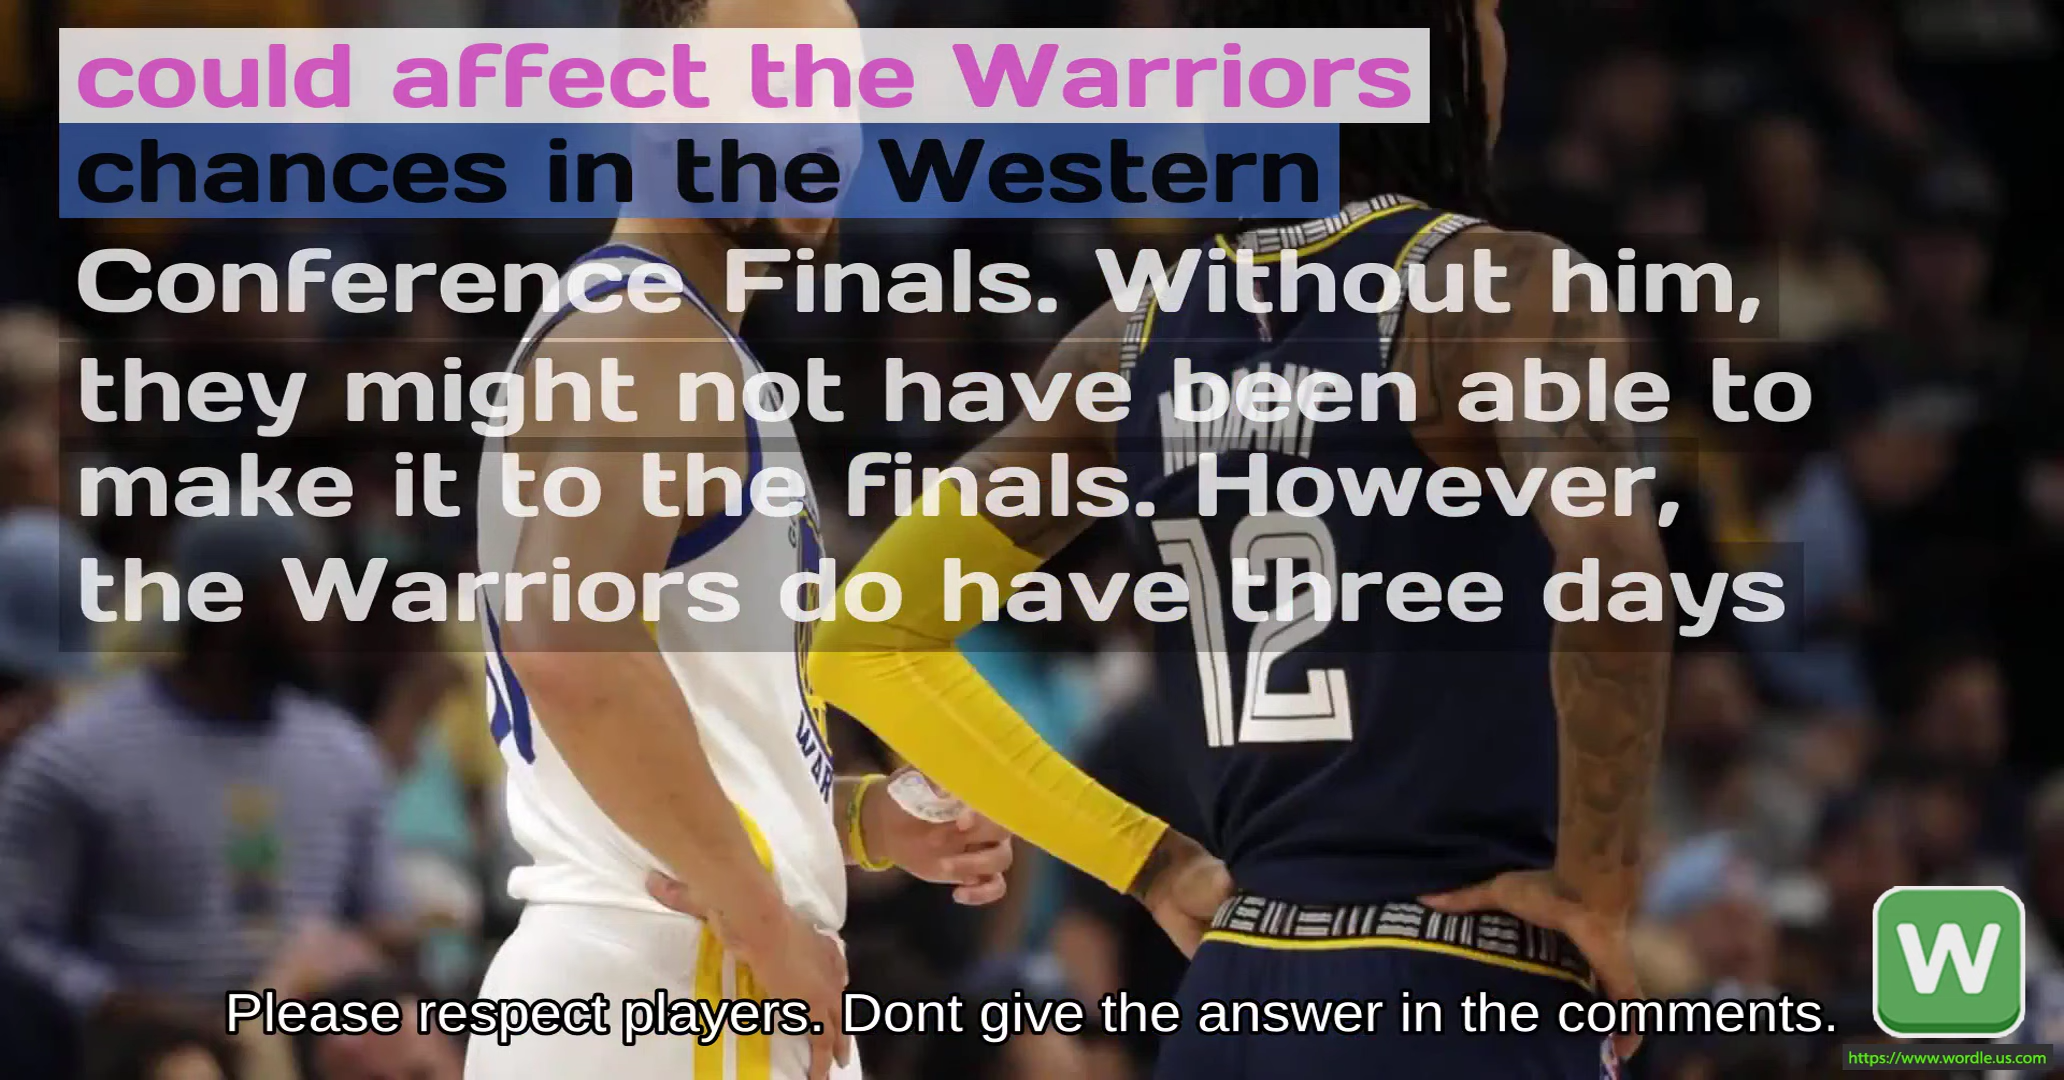 could affect the Warriors
chances in the Western
Conference Finals. Without him,
they might not have been able to
make it to the finals. However,
the Warriors do have three days
MORANT
12
WAR
Please respect players. Dont give the answer in the comments.
W
https://www.wordle.us.com